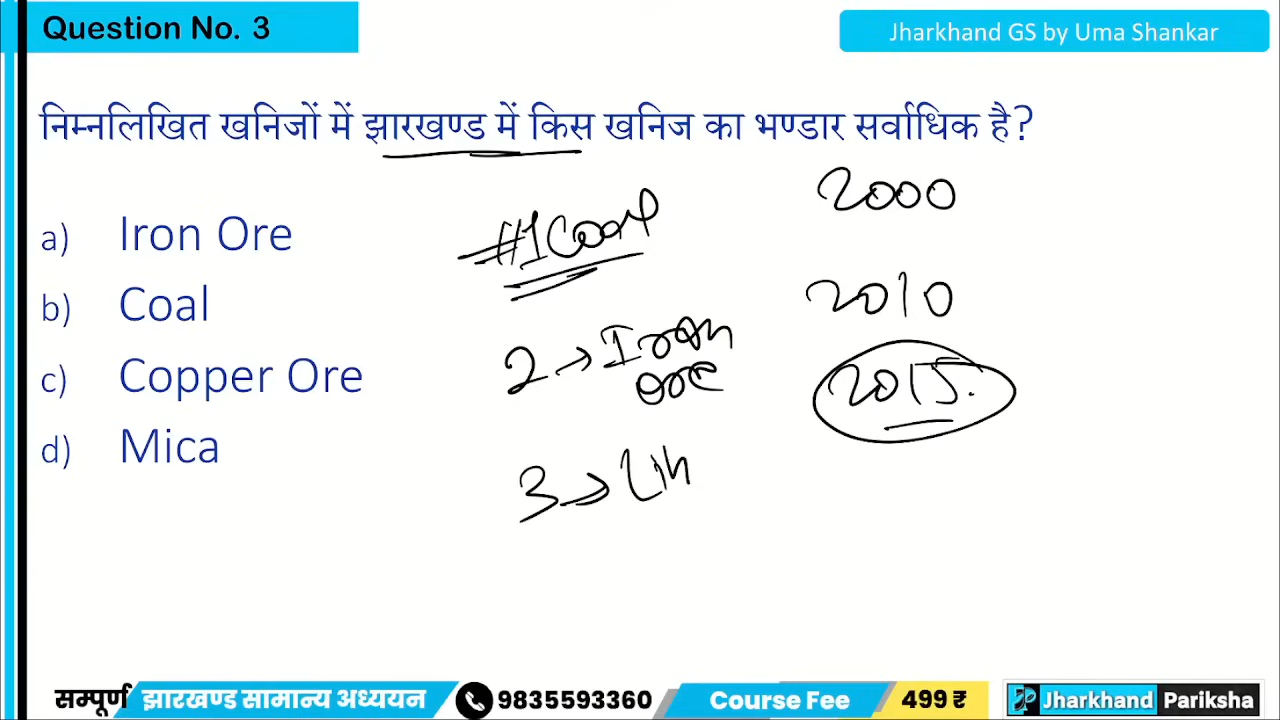 Question No. 3
Jharkhand GS by Uma Shankar
निम्नलिखित खनिजों में झारखण्ड में किस खनिज का भण्डार सर्वाधिक है?
a) Iron Ore
b) Coal
c) Copper Ore
d) Mica
#1 Coal
2 → Iron
ore
3 →
2000
2010
2015.
सम्पूर्ण झारखण्ड सामान्य अध्ययन 9835593360 Course Fee 499 ₹ Jharkhand Pariksha